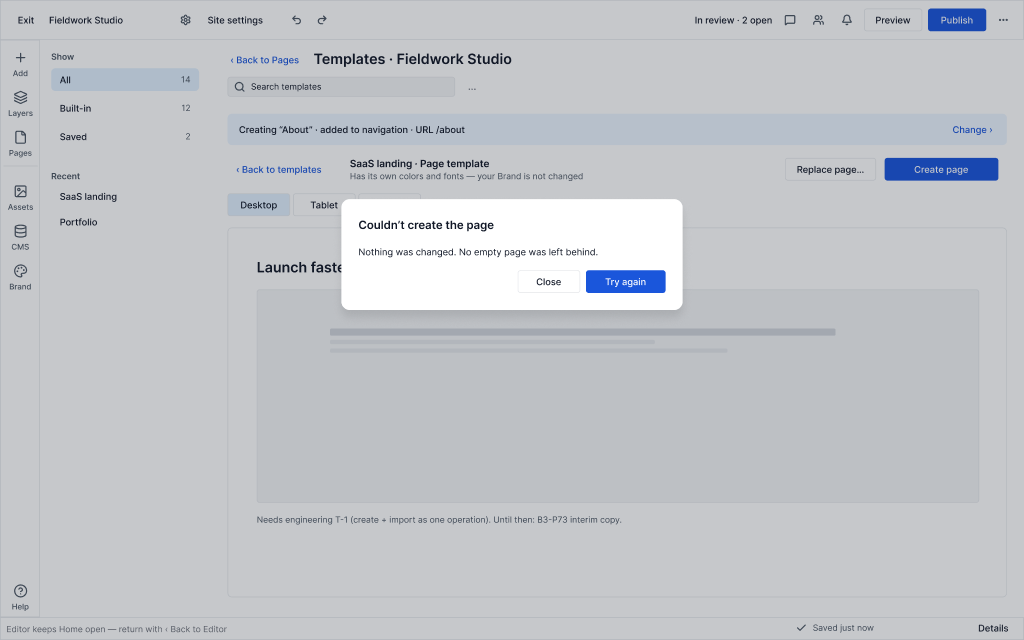 Exit
Fieldwork Studio
Site settings
In review · 2 open
Preview
Publish
Add
Layers
Pages
Assets
CMS
Brand
Help
Show
All 14
Built-in 12
Saved 2
Recent
SaaS landing
Portfolio
‹ Back to Pages
Templates · Fieldwork Studio
Search templates
...
Creating “About” · added to navigation · URL /about
Change ›
‹ Back to templates
SaaS landing · Page template
Has its own colors and fonts — your Brand is not changed
Replace page...
Create page
Desktop
Tablet
Launch faste
Couldn’t create the page
Nothing was changed. No empty page was left behind.
Close
Try again
Needs engineering T-1 (create + import as one operation). Until then: B3-P73 interim copy.
Editor keeps Home open — return with ‹ Back to Editor
Saved just now
Details